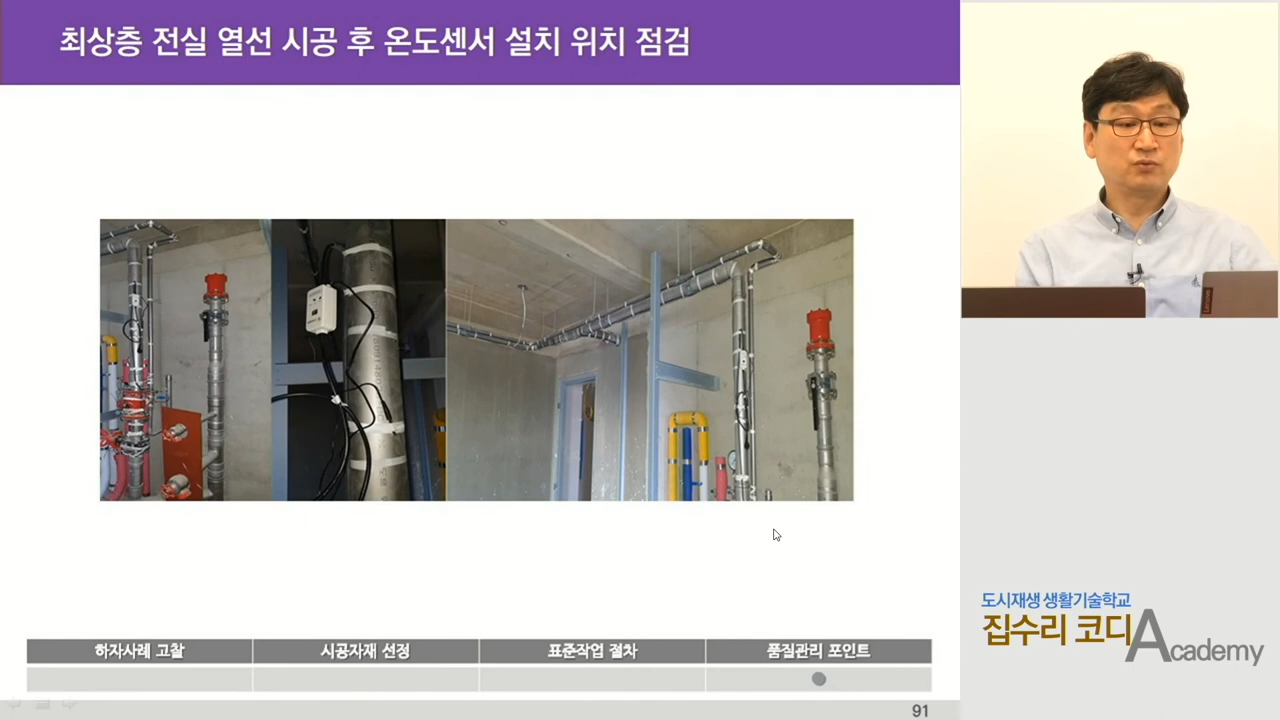 최상층 전실 열선 시공 후 온도센서 설치 위치 점검
하자사례 고찰
시공자재 선정
표준작업 절차
품질관리 포인트
91
도시재생 생활기술학교
집수리 코디Academy
Lenovo